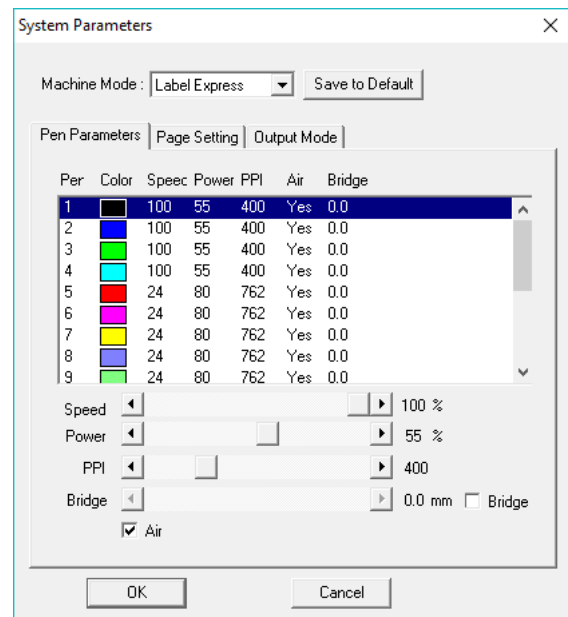 System Parameters
Machine Mode : Label Express Save to Default
Pen Parameters Page Setting Output Mode
Per Color Speec Power PPI Air Bridge
1 100 55 400 Yes 0.0
2 100 55 400 Yes 0.0
3 100 55 400 Yes 0.0
4 100 55 400 Yes 0.0
5 24 80 762 Yes 0.0
6 24 80 762 Yes 0.0
7 24 80 762 Yes 0.0
8 24 80 762 Yes 0.0
9 24 80 762 Yes 0.0
Speed 100 %
Power 55 %
PPI 400
Bridge 0.0 mm Bridge
Air
OK Cancel